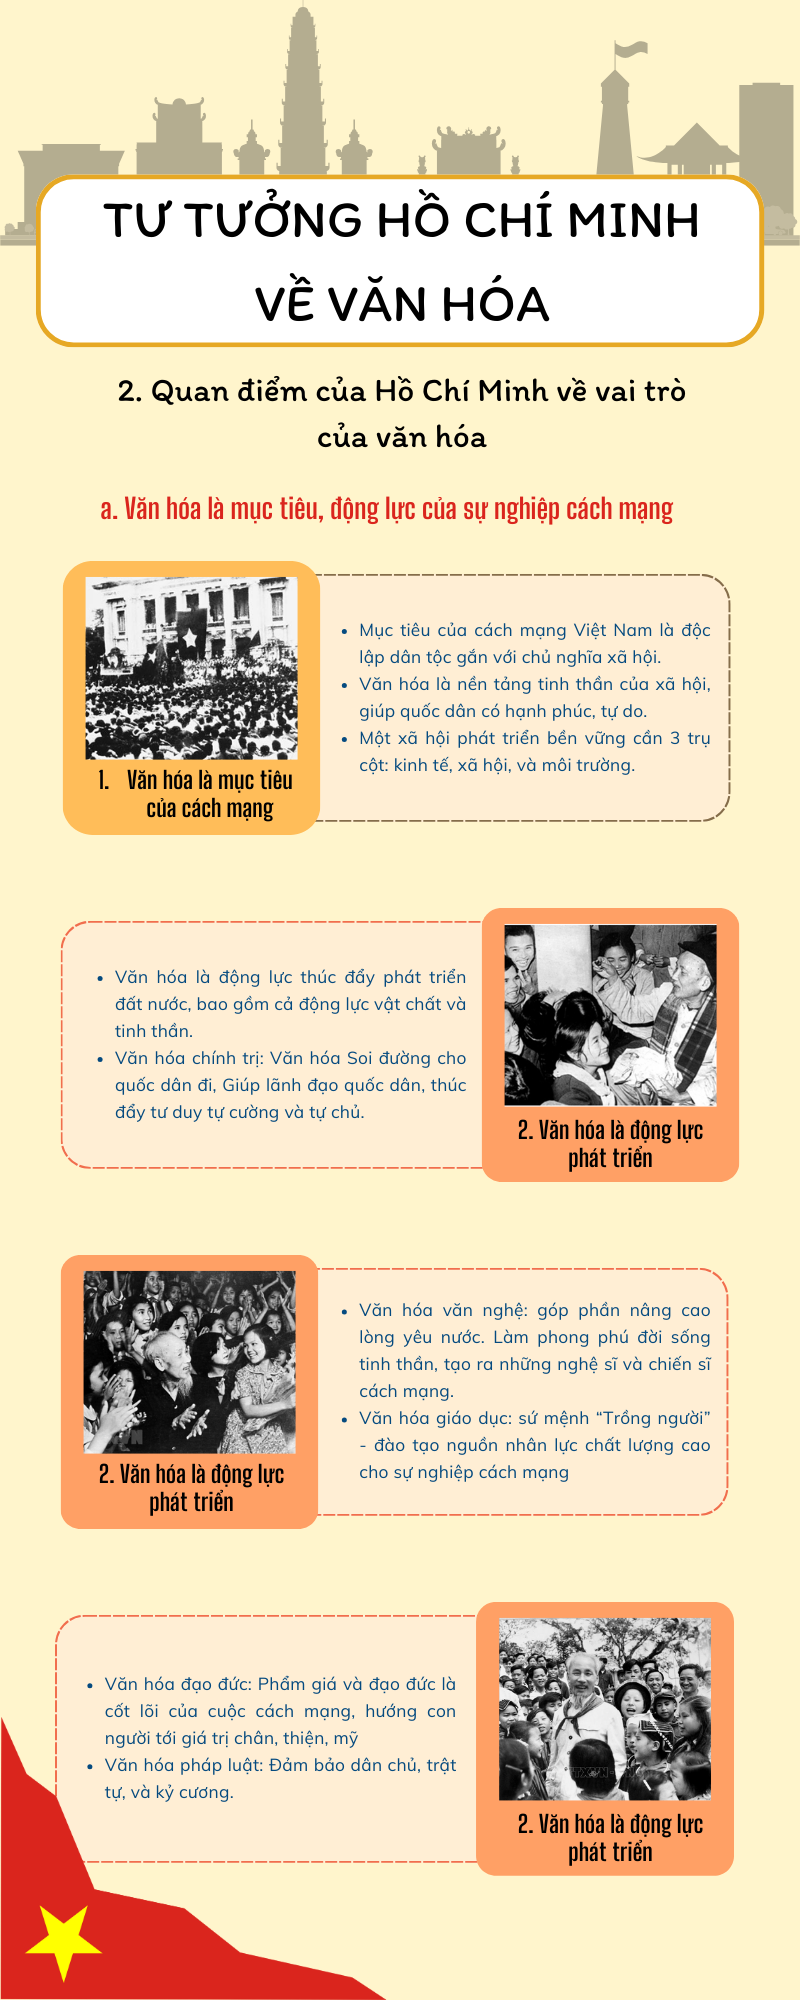 TƯ TƯỞNG HỒ CHÍ MINH
VỀ VĂN HÓA
2. Quan điểm của Hồ Chí Minh về vai trò
của văn hóa
a. Văn hóa là mục tiêu, động lực của sự nghiệp cách mạng
• Mục tiêu của cách mạng Việt Nam là độc
lập dân tộc gắn với chủ nghĩa xã hội.
• Văn hóa là nền tảng tinh thần của xã hội,
giúp quốc dân có hạnh phúc, tự do.
• Một xã hội phát triển bền vững cần 3 trụ
cột: kinh tế, xã hội, và môi trường.
1. Văn hóa là mục tiêu
của cách mạng
• Văn hóa là động lực thúc đẩy phát triển
đất nước, bao gồm cả động lực vật chất và
tinh thần.
• Văn hóa chính trị: Văn hóa Soi đường cho
quốc dân đi, Giúp lãnh đạo quốc dân, thúc
đẩy tư duy tự cường và tự chủ.
2. Văn hóa là động lực
phát triển
• Văn hóa văn nghệ: góp phần nâng cao
lòng yêu nước. Làm phong phú đời sống
tinh thần, tạo ra những nghệ sĩ và chiến sĩ
cách mạng.
• Văn hóa giáo dục: sứ mệnh “Trồng người”
- đào tạo nguồn nhân lực chất lượng cao
cho sự nghiệp cách mạng
2. Văn hóa là động lực
phát triển
• Văn hóa đạo đức: Phẩm giá và đạo đức là
cốt lõi của cuộc cách mạng, hướng con
người tới giá trị chân, thiện, mỹ
• Văn hóa pháp luật: Đảm bảo dân chủ, trật
tự, và kỷ cương.
2. Văn hóa là động lực
phát triển